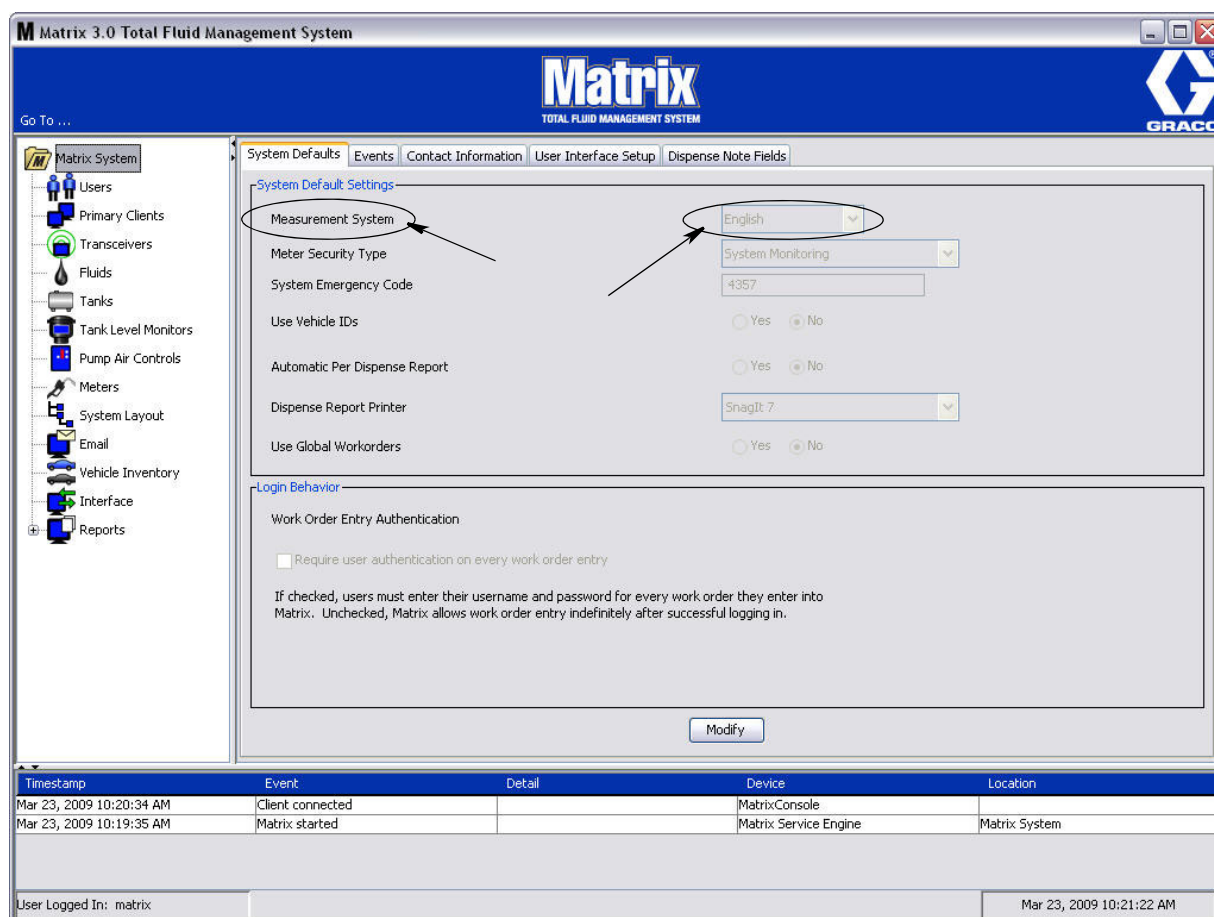 Matrix 3.0 Total Fluid Management System
Matrix
TOTAL FLUID MANAGEMENT SYSTEM
GRACO
Go To ...
Matrix System
Users
Primary Clients
Transceivers
Fluids
Tanks
Tank Level Monitors
Pump Air Controls
Meters
System Layout
Email
Vehicle Inventory
Interface
Reports
System Defaults Events Contact Information User Interface Setup Dispense Note Fields
System Default Settings
Measurement System English
Meter Security Type System Monitoring
System Emergency Code 4357
Use Vehicle IDs Yes No
Automatic Per Dispense Report Yes No
Dispense Report Printer SnagIt 7
Use Global Workorders Yes No
Login Behavior
Work Order Entry Authentication
Require user authentication on every work order entry
If checked, users must enter their username and password for every work order they enter into
Matrix. Unchecked, Matrix allows work order entry indefinitely after successful logging in.
Modify
Timestamp Event Detail Device Location
Mar 23, 2009 10:20:34 AM Client connected MatrixConsole
Mar 23, 2009 10:19:35 AM Matrix started Matrix Service Engine Matrix System
User Logged In: matrix Mar 23, 2009 10:21:22 AM